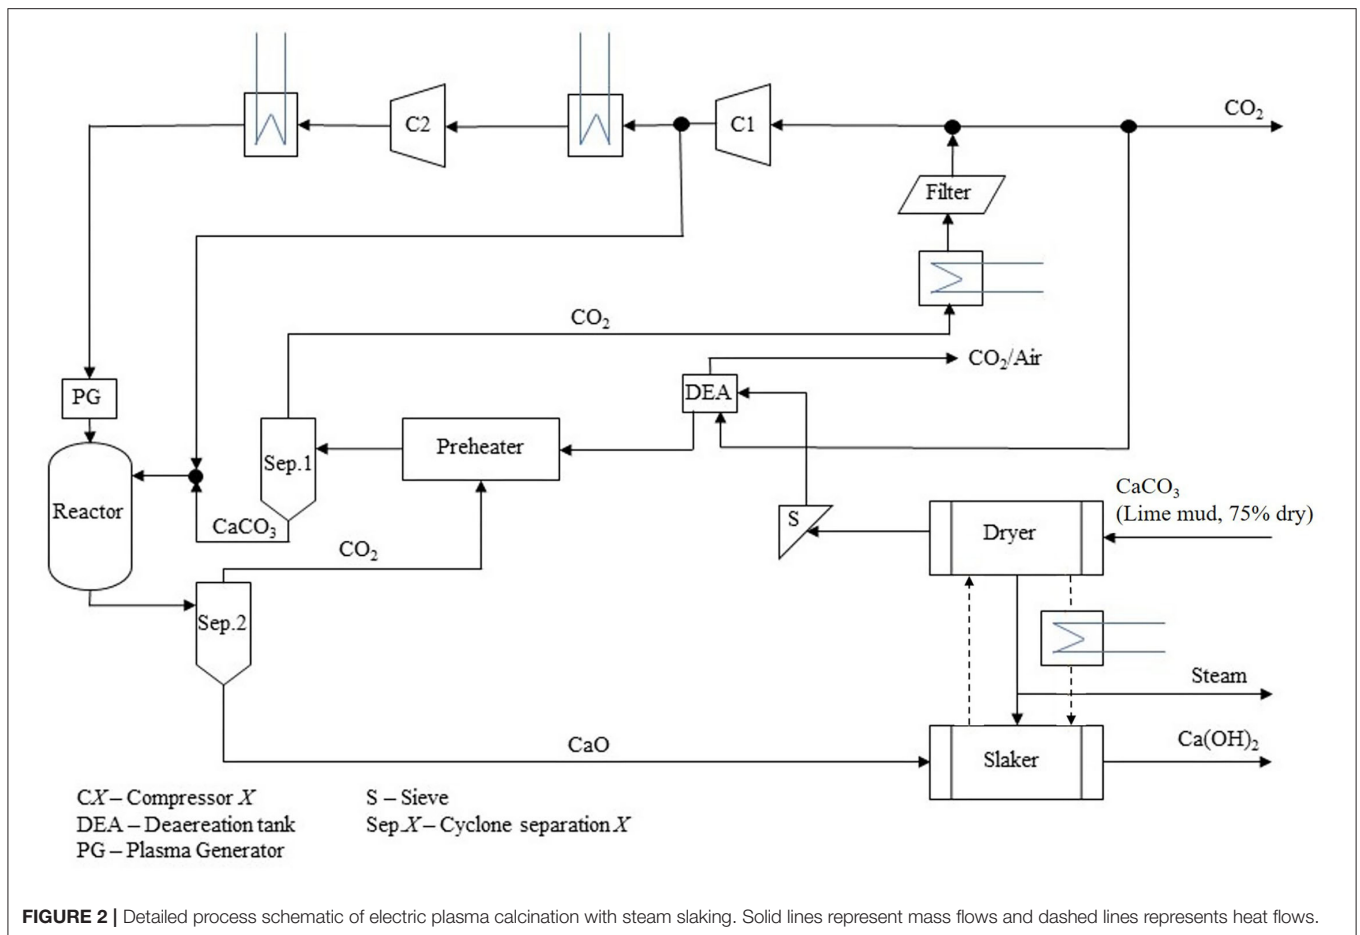 CO₂
C2
C1
Filter
CO₂
CO₂/Air
PG
DEA
Preheater
Sep.1
Reactor
CaCO₃
S
Dryer
CaCO₃
(Lime mud, 75% dry)
CO₂
Sep.2
Steam
CaO
Slaker
Ca(OH)₂
CX – Compressor X
S – Sieve
DEA – Deaereation tank
Sep.X – Cyclone separation X
PG – Plasma Generator
FIGURE 2 | Detailed process schematic of electric plasma calcination with steam slaking. Solid lines represent mass flows and dashed lines represents heat flows.